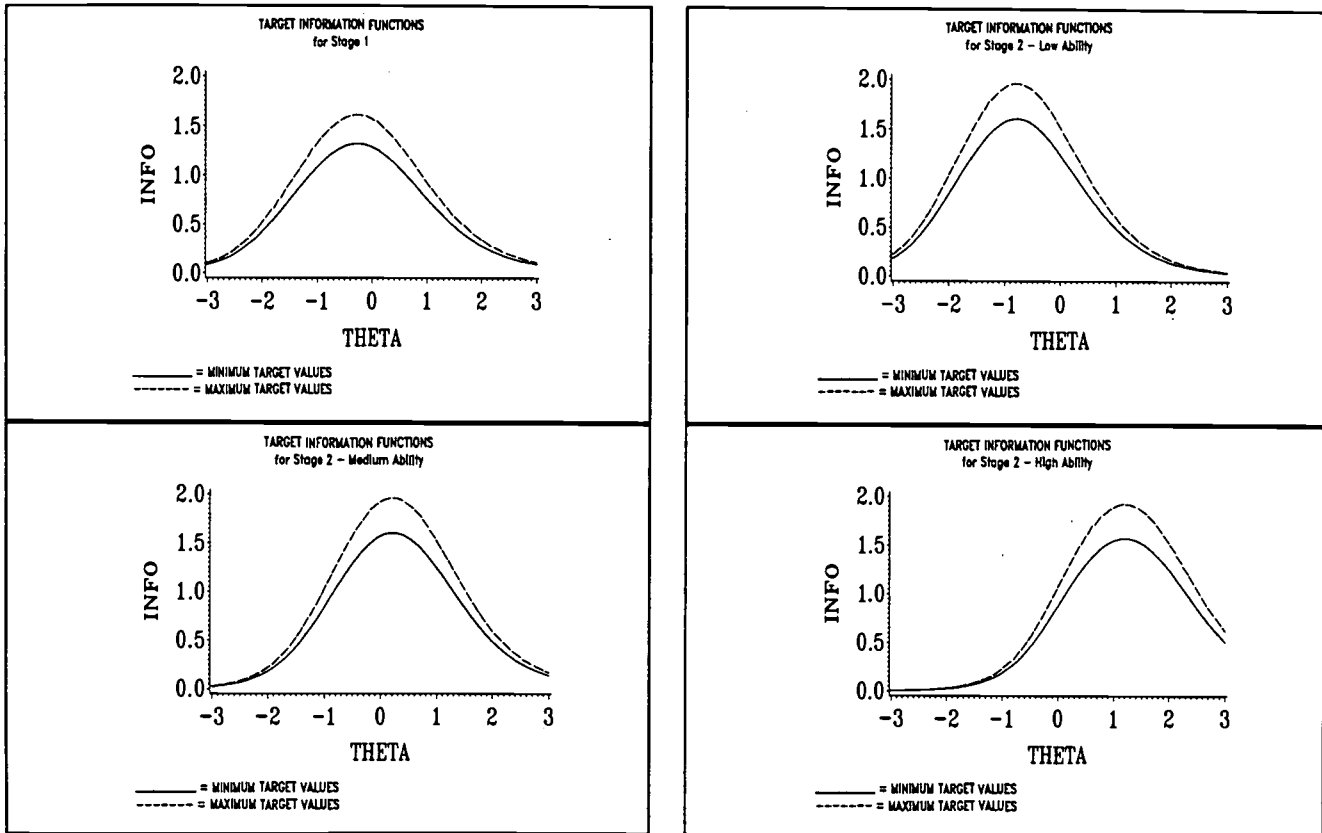 TARGET INFORMATION FUNCTIONS
for Stage 1
2.0
1.5
1.0
0.5
0.0
INFO
-3 -2 -1 0 1 2 3
THETA
= MINIMUM TARGET VALUES
= MAXIMUM TARGET VALUES
TARGET INFORMATION FUNCTIONS
for Stage 2 - Low Ability
2.0
1.5
1.0
0.5
0.0
INFO
-3 -2 -1 0 1 2 3
THETA
= MINIMUM TARGET VALUES
= MAXIMUM TARGET VALUES
TARGET INFORMATION FUNCTIONS
for Stage 2 - Medium Ability
2.0
1.5
1.0
0.5
0.0
INFO
-3 -2 -1 0 1 2 3
THETA
= MINIMUM TARGET VALUES
= MAXIMUM TARGET VALUES
TARGET INFORMATION FUNCTIONS
for Stage 2 - High Ability
2.0
1.5
1.0
0.5
0.0
INFO
-3 -2 -1 0 1 2 3
THETA
= MINIMUM TARGET VALUES
= MAXIMUM TARGET VALUES